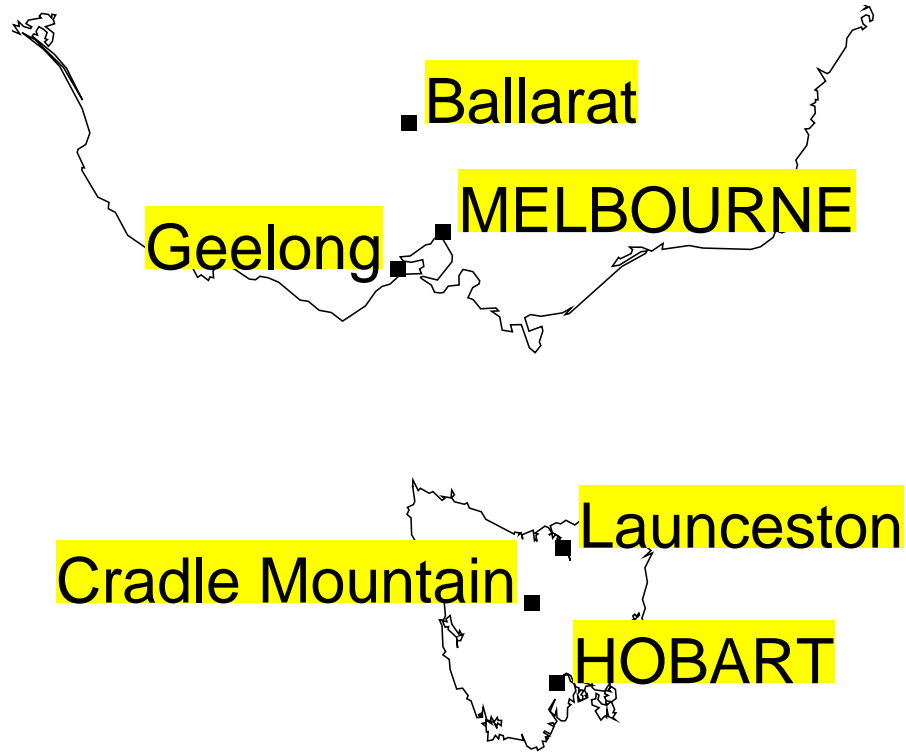 Ballarat
MELBOURNE
Geelong
Launceston
Cradle Mountain
HOBART